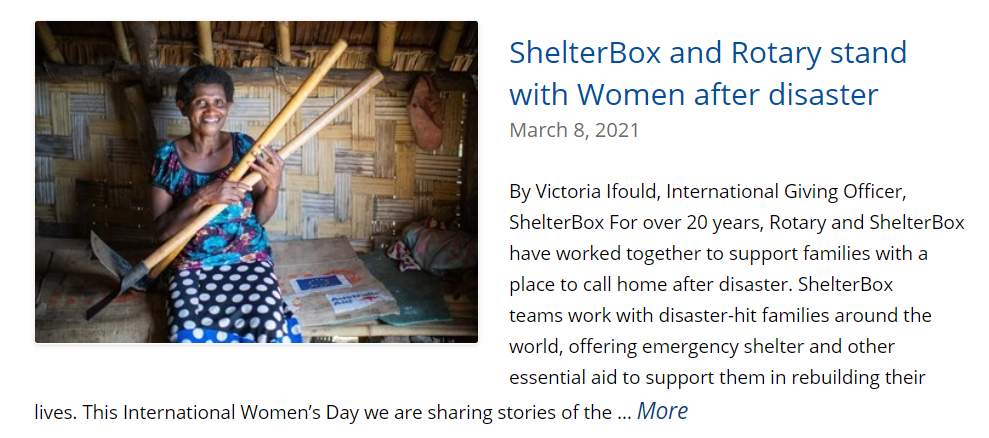 ShelterBox and Rotary stand
with Women after disaster
March 8, 2021
By Victoria Ifould, International Giving Officer,
ShelterBox For over 20 years, Rotary and ShelterBox
have worked together to support families with a
place to call home after disaster. ShelterBox
teams work with disaster-hit families around the
world, offering emergency shelter and other
essential aid to support them in rebuilding their
lives. This International Women’s Day we are sharing stories of the ... More
Australian
Aid